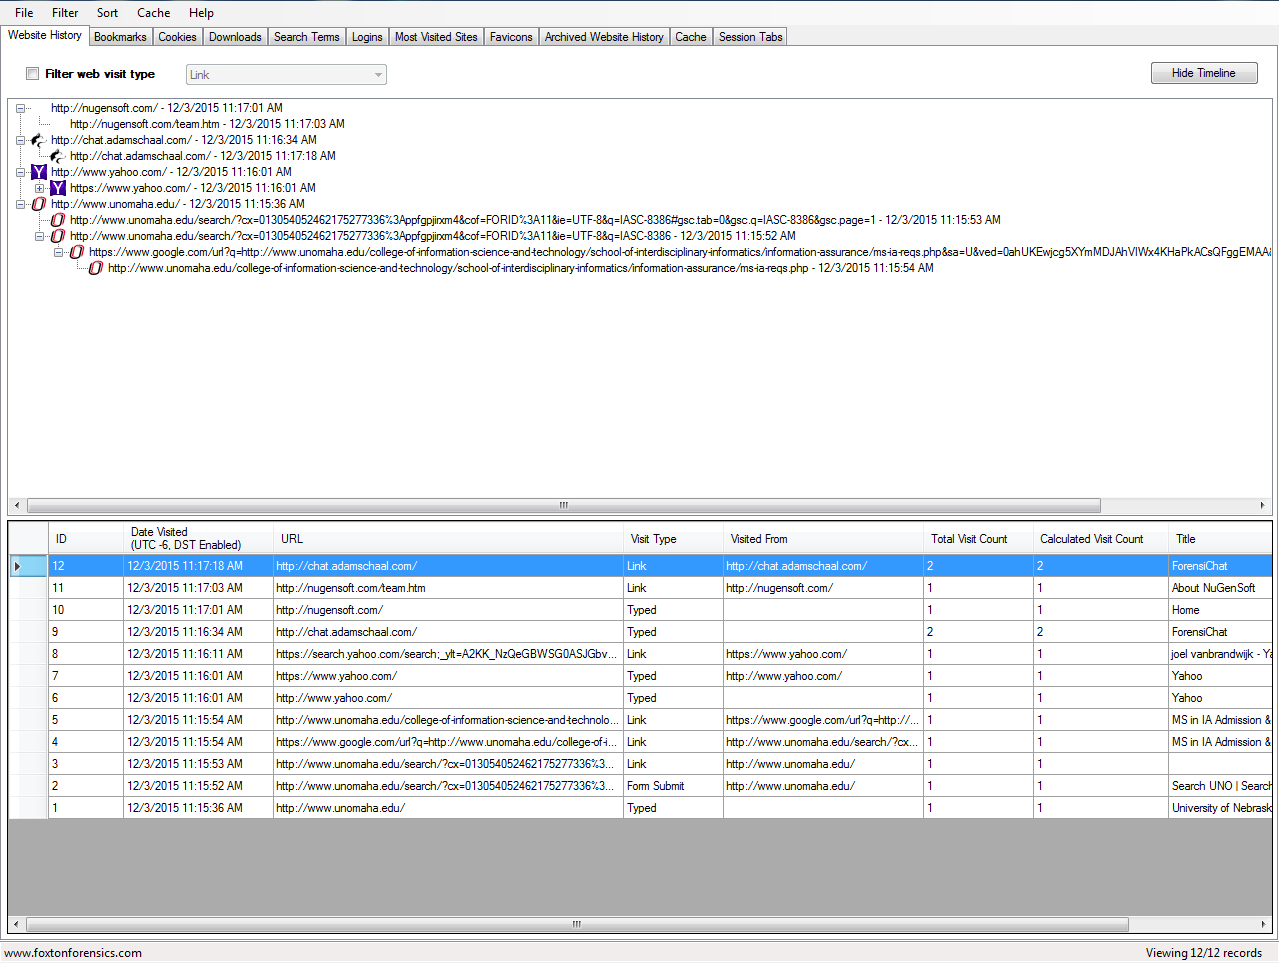 File Filter Sort Cache Help
Website History Bookmarks Cookies Downloads Search Terms Logins Most Visited Sites Favicons Archived Website History Cache Session Tabs
Filter web visit type Link Hide Timeline
http://nugensoft.com/ - 12/3/2015 11:17:01 AM
http://nugensoft.com/team.htm - 12/3/2015 11:17:03 AM
http://chat.adamschaal.com/ - 12/3/2015 11:16:34 AM
http://chat.adamschaal.com/ - 12/3/2015 11:17:18 AM
http://www.yahoo.com/ - 12/3/2015 11:16:01 AM
https://www.yahoo.com/ - 12/3/2015 11:16:01 AM
http://www.unomaha.edu/ - 12/3/2015 11:15:36 AM
http://www.unomaha.edu/search/?cx=013054052462175277336%3Appfgpjirxm4&cof=FORID%3A11&ie=UTF-8&q=IASC-8386#gsc.tab=0&gsc.q=IASC-8386&gsc.page=1 - 12/3/2015 11:15:53 AM
http://www.unomaha.edu/search/?cx=013054052462175277336%3Appfgpjirxm4&cof=FORID%3A11&ie=UTF-8&q=IASC-8386 - 12/3/2015 11:15:52 AM
https://www.google.com/url?q=http://www.unomaha.edu/college-of-information-science-and-technology/school-of-interdisciplinary-informatics/information-assurance/ms-ia-reqs.php&sa=U&ved=0ahUKEwjcg5XYmMDJAhVIWx4KHaPkACsQFggEMAA&
http://www.unomaha.edu/college-of-information-science-and-technology/school-of-interdisciplinary-informatics/information-assurance/ms-ia-reqs.php - 12/3/2015 11:15:54 AM
ID Date Visited (UTC -6, DST Enabled) URL Visit Type Visited From Total Visit Count Calculated Visit Count Title
12 12/3/2015 11:17:18 AM http://chat.adamschaal.com/ Link http://chat.adamschaal.com/ 2 2 ForensiChat
11 12/3/2015 11:17:03 AM http://nugensoft.com/team.htm Link http://nugensoft.com/ 1 1 About NuGenSoft
10 12/3/2015 11:17:01 AM http://nugensoft.com/ Typed 1 1 Home
9 12/3/2015 11:16:34 AM http://chat.adamschaal.com/ Typed 2 2 ForensiChat
8 12/3/2015 11:16:11 AM https://search.yahoo.com/search;_ylt=A2KK_NzQeGBWSG0ASJGbv... Link https://www.yahoo.com/ 1 1 joel vanbrandwijk - Ya
7 12/3/2015 11:16:01 AM https://www.yahoo.com/ Typed http://www.yahoo.com/ 1 1 Yahoo
6 12/3/2015 11:16:01 AM http://www.yahoo.com/ Typed 1 1 Yahoo
5 12/3/2015 11:15:54 AM http://www.unomaha.edu/college-of-information-science-and-technolo... Link https://www.google.com/url?q=http://... 1 1 MS in IA Admission &
4 12/3/2015 11:15:54 AM https://www.google.com/url?q=http://www.unomaha.edu/college-of-i... Link http://www.unomaha.edu/search/?cx... 1 1 MS in IA Admission &
3 12/3/2015 11:15:53 AM http://www.unomaha.edu/search/?cx=013054052462175277336%3... Link http://www.unomaha.edu/ 1 1
2 12/3/2015 11:15:52 AM http://www.unomaha.edu/search/?cx=013054052462175277336%3... Form Submit http://www.unomaha.edu/ 1 1 Search UNO | Search
1 12/3/2015 11:15:36 AM http://www.unomaha.edu/ Typed 1 1 University of Nebrask
www.foxtonforensics.com Viewing 12/12 records